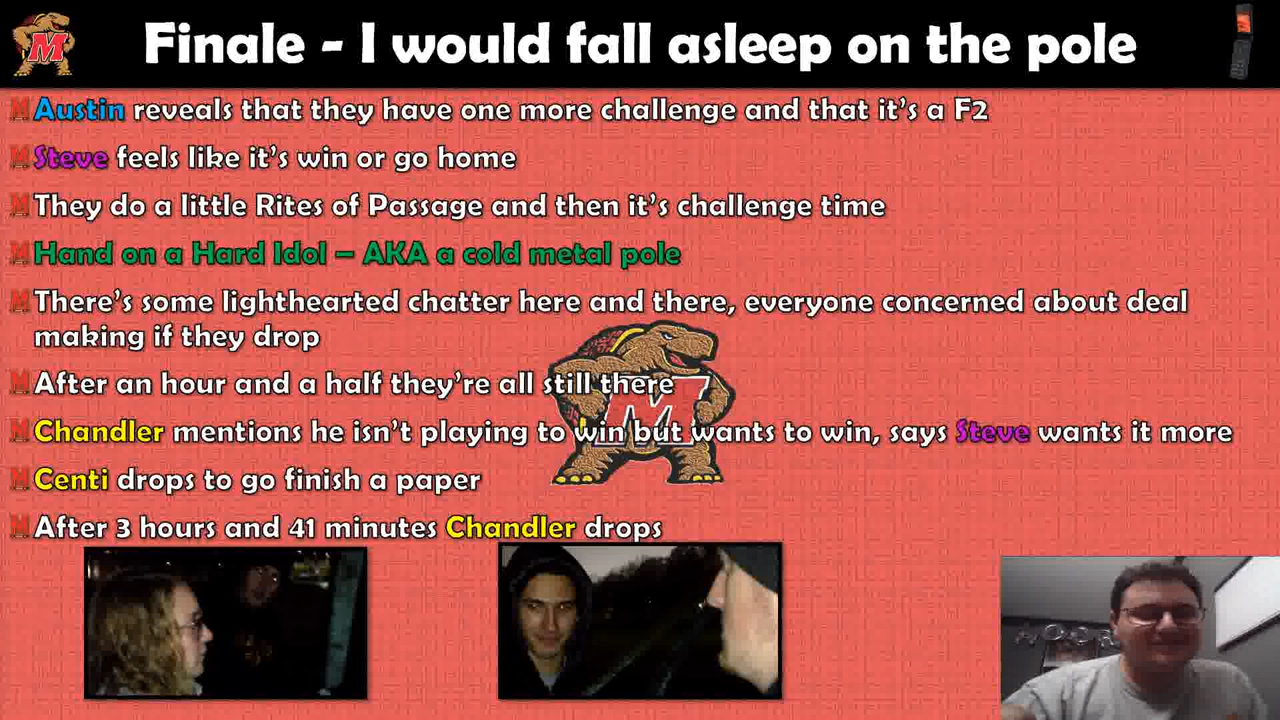 Finale - I would fall asleep on the pole
Austin reveals that they have one more challenge and that it’s a F2
Steve feels like it’s win or go home
They do a little Rites of Passage and then it’s challenge time
Hand on a Hard Idol – AKA a cold metal pole
There’s some lighthearted chatter here and there, everyone concerned about deal
making if they drop
After an hour and a half they’re all still there
Chandler mentions he isn’t playing to win but wants to win, says Steve wants it more
Centi drops to go finish a paper
After 3 hours and 41 minutes Chandler drops